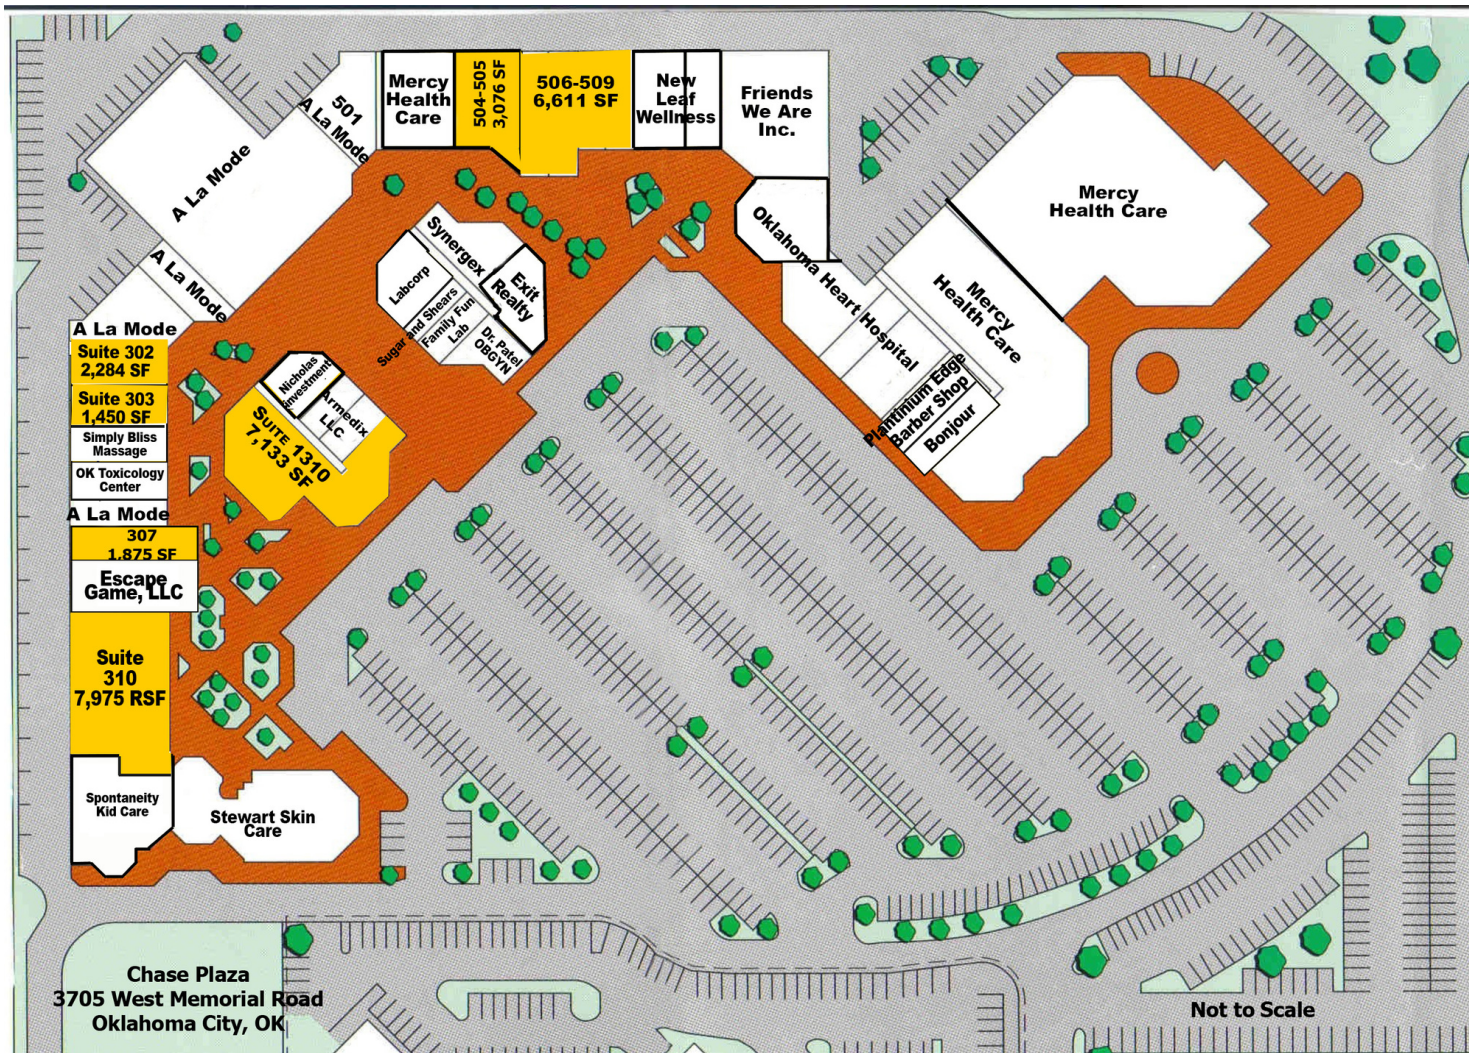 Mercy
Health
Care
504-505
3,076 SF
506-509
6,611 SF
New
Leaf
Wellness
Friends
We Are
Inc.
501
A La Mode
A La Mode
A La Mode
Mercy
Health Care
Oklahoma Heart Hospital
Mercy
Health Care
Synergex
Exit
Realty
Labcorp
Sugar and Shears
Family Fun
Lab
Dr. Patel
OBGYN
Plantinium Edge
Barber Shop
Bonjour
A La Mode
Suite 302
2,284 SF
Suite 303
1,450 SF
Simply Bliss
Massage
OK Toxicology
Center
A La Mode
307
1,875 SF
Escape
Game, LLC
Suite
310
7,975 RSF
Nicholas
investment
Armedix
LLC
Suite 1310
7,133 SF
Spontaneity
Kid Care
Stewart Skin
Care
Chase Plaza
3705 West Memorial Road
Oklahoma City, OK
Not to Scale